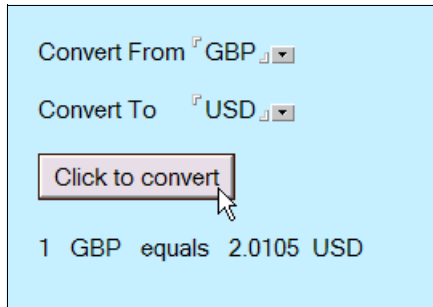 Convert From GBP
Convert To USD
Click to convert
1 GBP equals 2.0105 USD